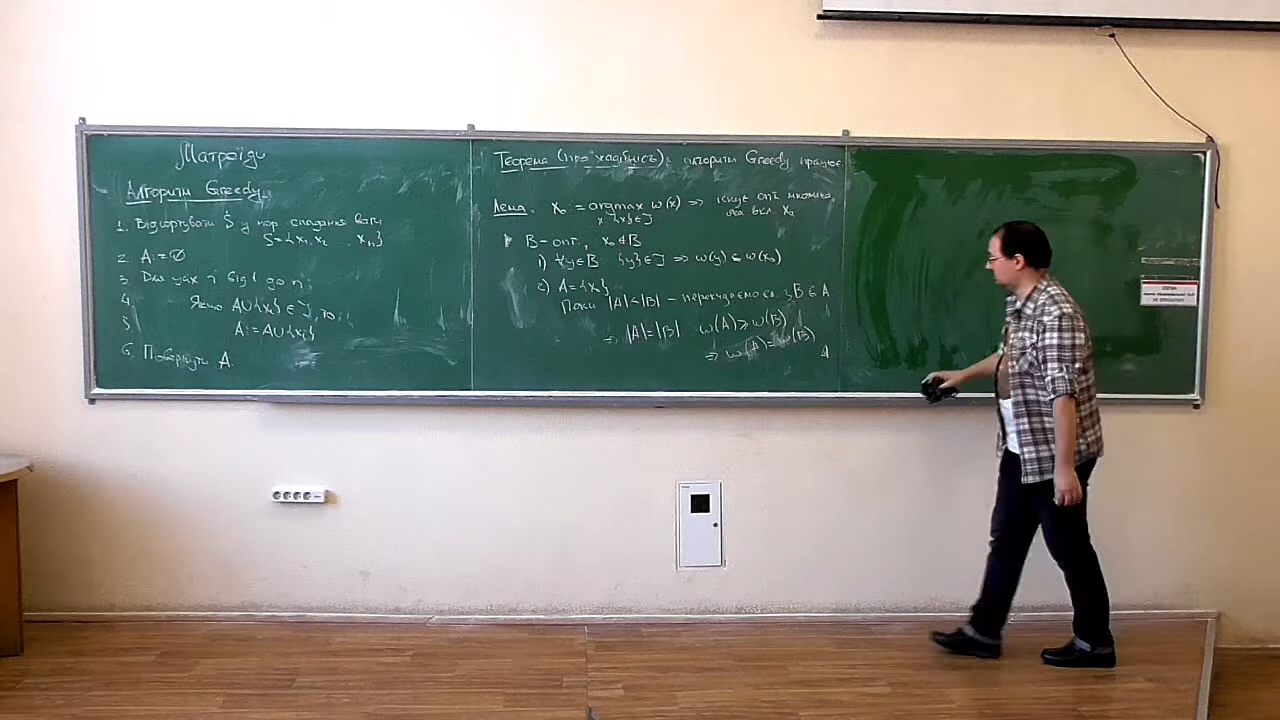 Матроїди
Алгоритм Greedy
1. Відсортувати S у пор. спадання ваги
S={x₁, x₂ , xₙ}
2. A:=∅
3. Для усіх i від 1 до n:
4. Якщо A∪{xᵢ}∈J, то:
5. A:=A∪{xᵢ}
6. Повернути A.
Теорема (про жадібність): алгоритм Greedy працює
Лема. x₀:=argmax w(x) ⇒ існує опт. множина,
x:{x}∈J яка вкл. x₀
B-опт., x₀∉B
1) ∀y∈B: {y}∈J ⇒ w(y) ≤ w(x₀)
2) A={x₀}
Поки |A|<|B| - перекидаємо ел. з B в A
⇒ |A|=|B| w(A)≥w(B)
⇒ w(A)=w(B)